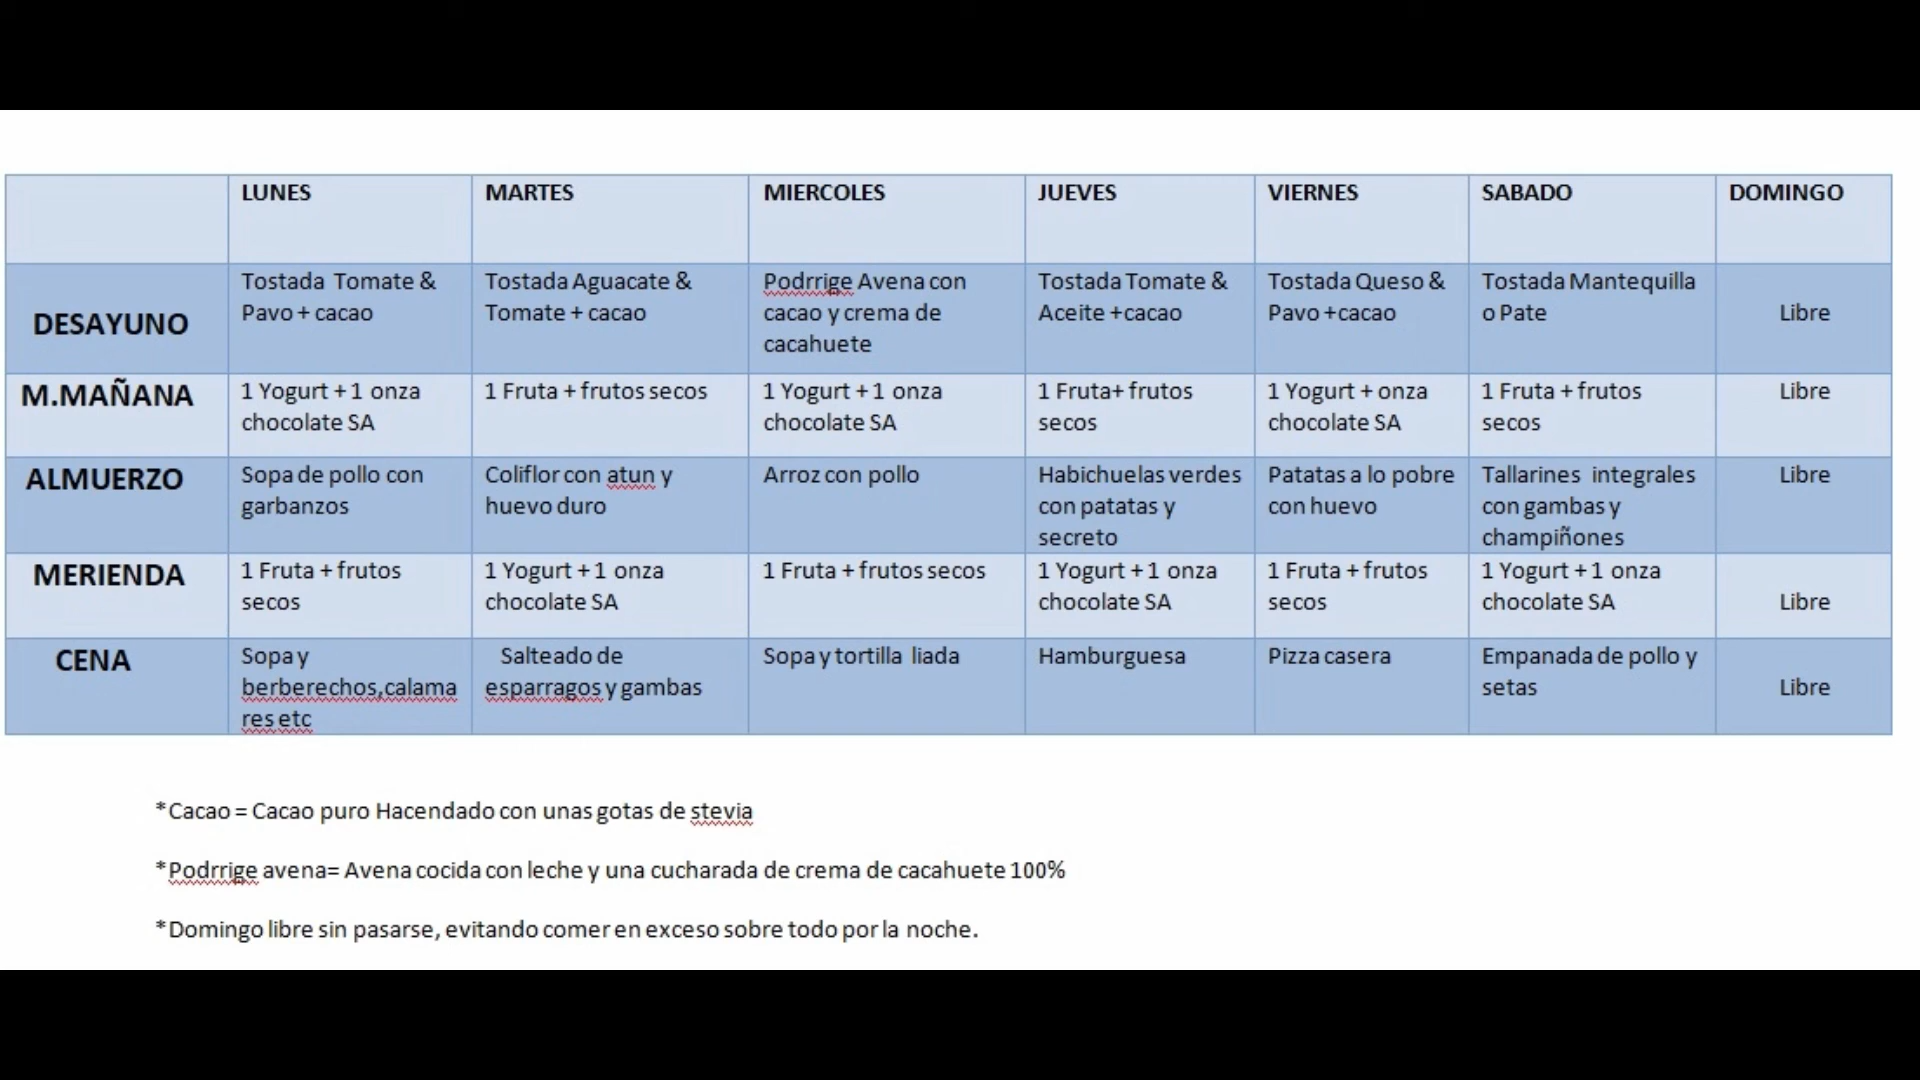 LUNES MARTES MIERCOLES JUEVES VIERNES SABADO DOMINGO
DESAYUNO
Tostada Tomate &
Pavo + cacao
Tostada Aguacate &
Tomate + cacao
Podrrige Avena con
cacao y crema de
cacahuete
Tostada Tomate &
Aceite +cacao
Tostada Queso &
Pavo +cacao
Tostada Mantequilla
o Pate
Libre
M.MAÑANA
1 Yogurt + 1 onza
chocolate SA
1 Fruta + frutos secos
1 Yogurt + 1 onza
chocolate SA
1 Fruta+ frutos
secos
1 Yogurt + onza
chocolate SA
1 Fruta + frutos
secos
Libre
ALMUERZO
Sopa de pollo con
garbanzos
Coliflor con atun y
huevo duro
Arroz con pollo
Habichuelas verdes
con patatas y
secreto
Patatas a lo pobre
con huevo
Tallarines integrales
con gambas y
champiñones
Libre
MERIENDA
1 Fruta + frutos
secos
1 Yogurt + 1 onza
chocolate SA
1 Fruta + frutos secos
1 Yogurt + 1 onza
chocolate SA
1 Fruta + frutos
secos
1 Yogurt + 1 onza
chocolate SA
Libre
CENA
Sopa y
berberechos,calama
res etc
Salteado de
esparragos y gambas
Sopa y tortilla liada
Hamburguesa
Pizza casera
Empanada de pollo y
setas
Libre
*Cacao = Cacao puro Hacendado con unas gotas de stevia
*Podrrige avena= Avena cocida con leche y una cucharada de crema de cacahuete 100%
*Domingo libre sin pasarse, evitando comer en exceso sobre todo por la noche.